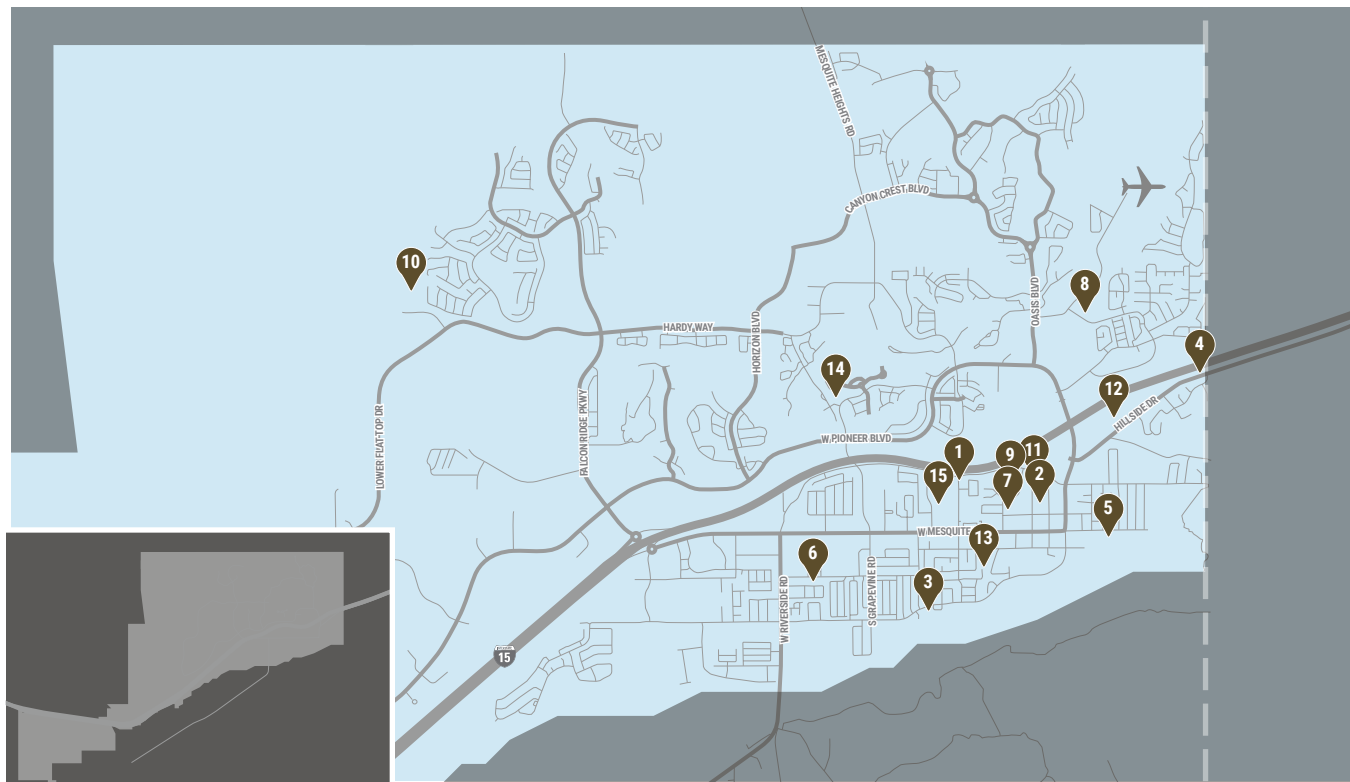 MESQUITE HEIGHTS RD
CANYON CREST BLVD
10
8
OASIS BLVD
HORIZON BLVD
HARDY WAY
4
14
12
HILLSIDE DR
LOWER FLAT-TOP DR
FALCON RIDGE PKWY
W PIONEER BLVD
1
9
11
15
7
2
5
W MESQUITE
13
6
3
W RIVERSIDE RD
S GRAPEVINE RD
15